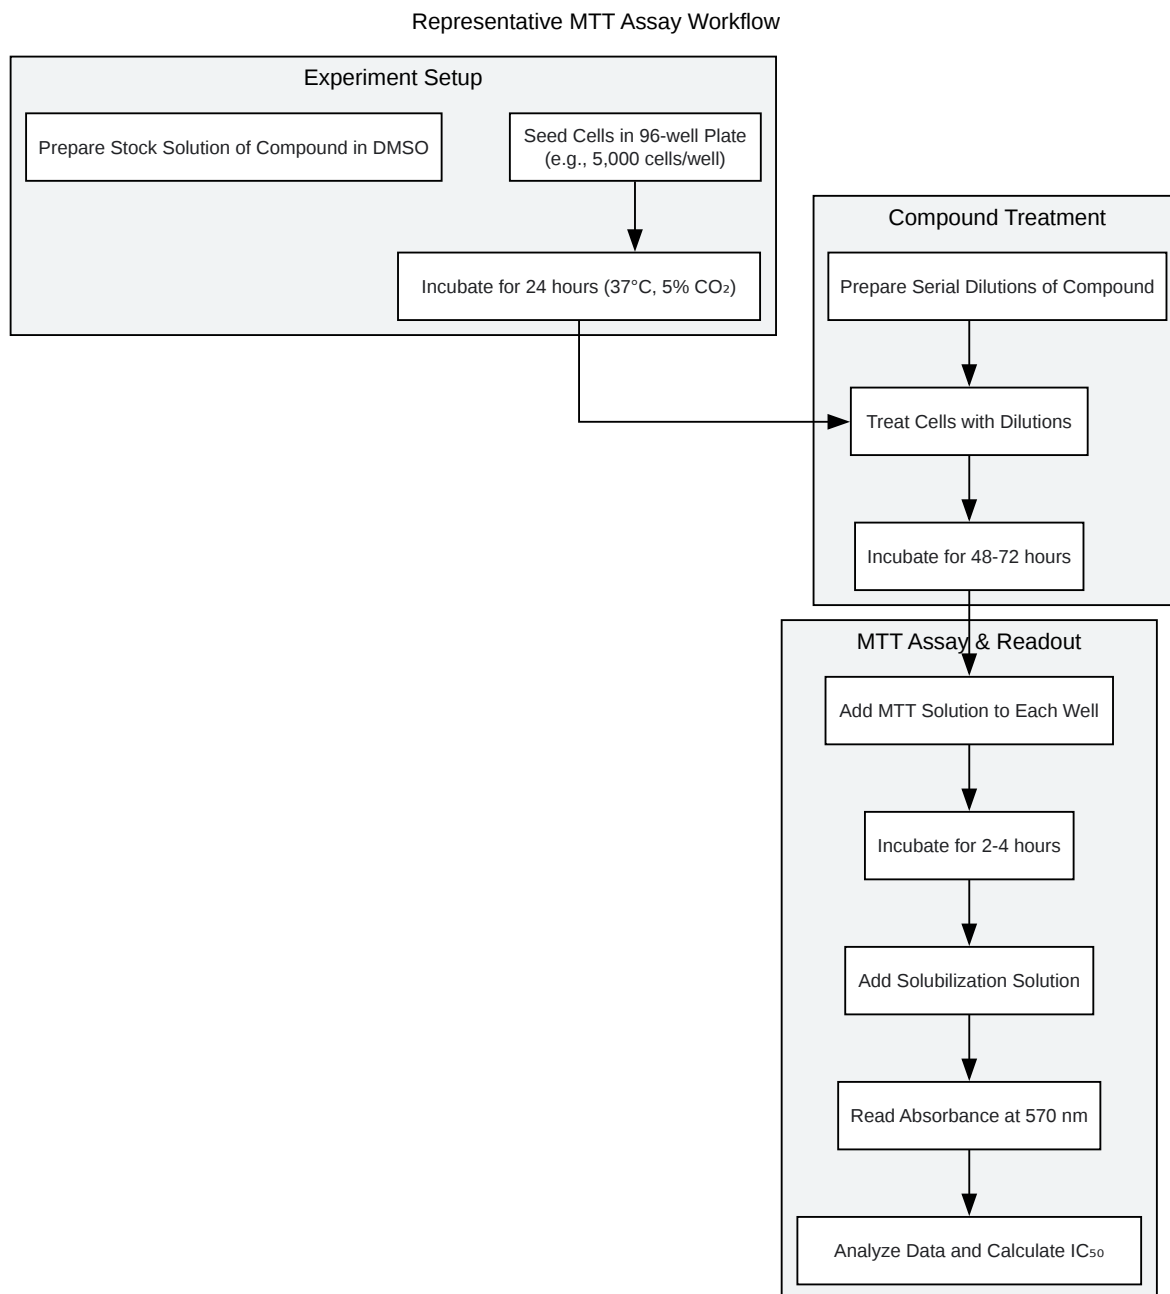 Representative MTT Assay Workflow
Experiment Setup
Prepare Stock Solution of Compound in DMSO
Seed Cells in 96-well Plate
(e.g., 5,000 cells/well)
Incubate for 24 hours (37°C, 5% CO₂)
Compound Treatment
Prepare Serial Dilutions of Compound
Treat Cells with Dilutions
Incubate for 48-72 hours
MTT Assay & Readout
Add MTT Solution to Each Well
Incubate for 2-4 hours
Add Solubilization Solution
Read Absorbance at 570 nm
Analyze Data and Calculate IC₅₀